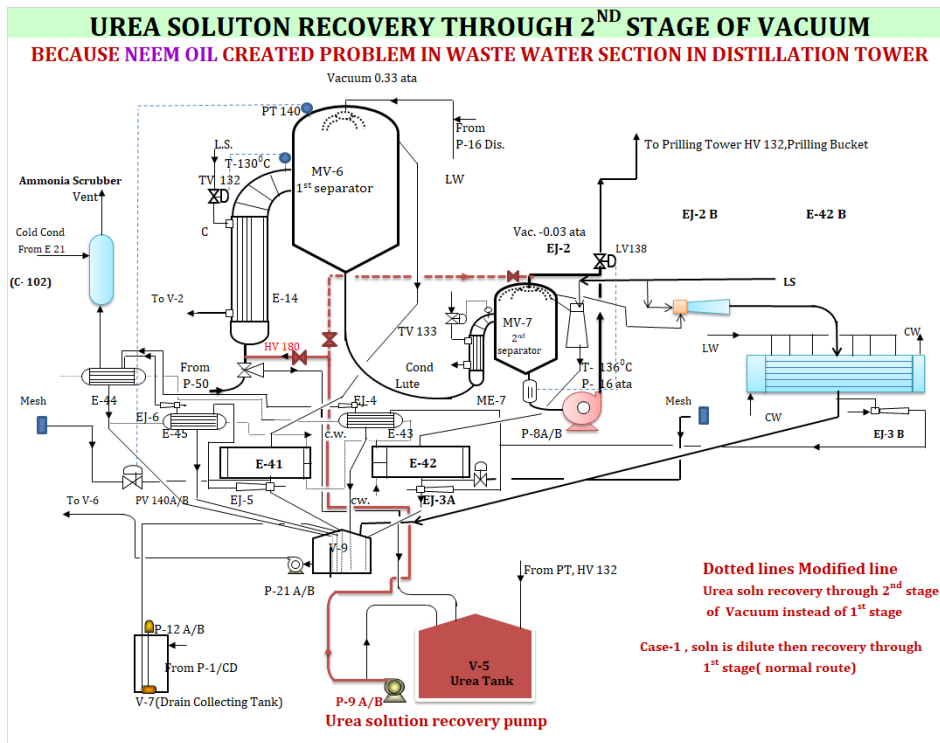 UREA SOLUTON RECOVERY THROUGH 2ND STAGE OF VACUUM
BECAUSE NEEM OIL CREATED PROBLEM IN WASTE WATER SECTION IN DISTILLATION TOWER
Vacuum 0.33 ata
PT 140
From
P-16 Dis.
To Prilling Tower HV 132,Prilling Bucket
L.S.
T-130⁰C
TV 132
MV-6
1st separator
LW
Ammonia Scrubber
Vent
EJ-2 B
E-42 B
Cold Cond
From E 21
C
Vac. -0.03 ata
EJ-2
LV138
(C- 102)
LS
E-14
To V-2
TV 133
MV-7
2nd
separator
CW
HV 180
LW
From
P-50
Cond
Lute
T- 136⁰C
P- 16 ata
E-44
ME-7
Mesh
EJ-6
EJ-4
Mesh
E-45
c.w.
E-43
P-8A/B
CW
EJ-3 B
E-41
E-42
To V-6
PV 140A/B
EJ-5
cw.
EJ-3A
V-9
From PT, HV 132
Dotted lines Modified line
P-21 A/B
Urea soln recovery through 2nd stage
of Vacuum instead of 1st stage
P-12 A/B
Case-1 , soln is dilute then recovery through
1st stage( normal route)
From P-1/CD
V-5
Urea Tank
V-7(Drain Collecting Tank)
P-9 A/B
Urea solution recovery pump